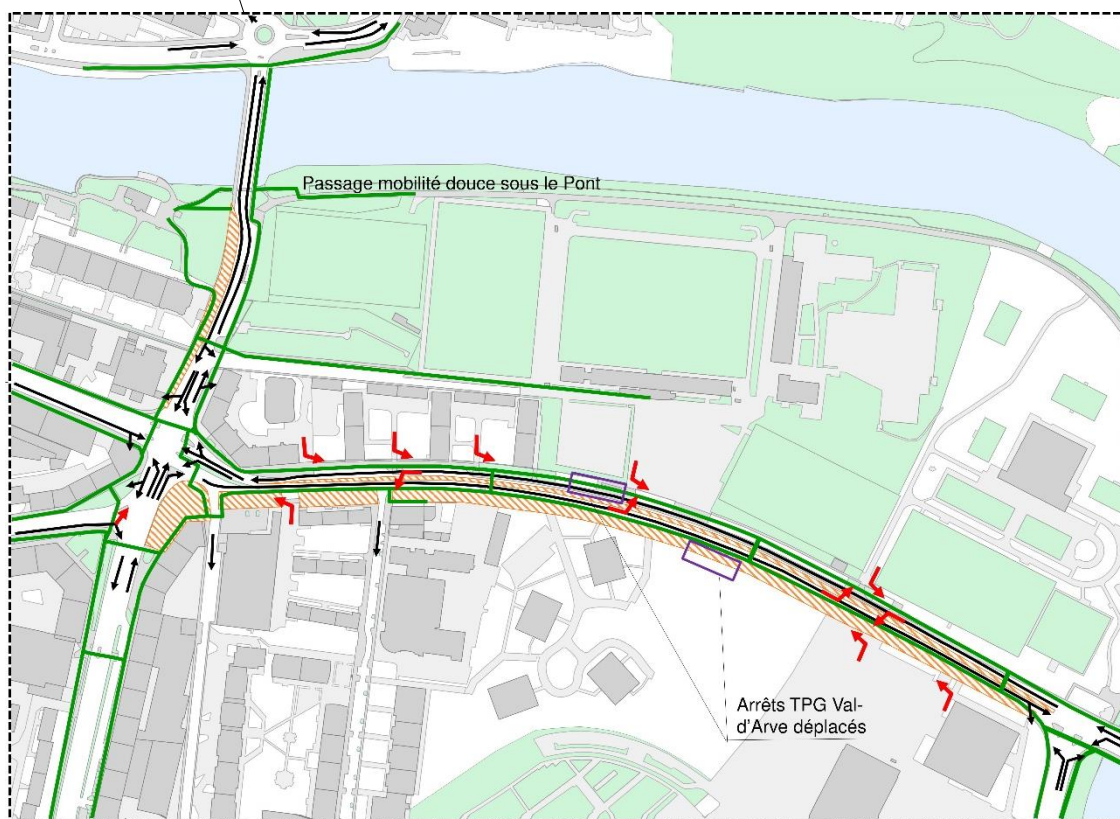 Passage mobilité douce sous le Pont
Arrêts TPG Val-
d'Arve déplacés